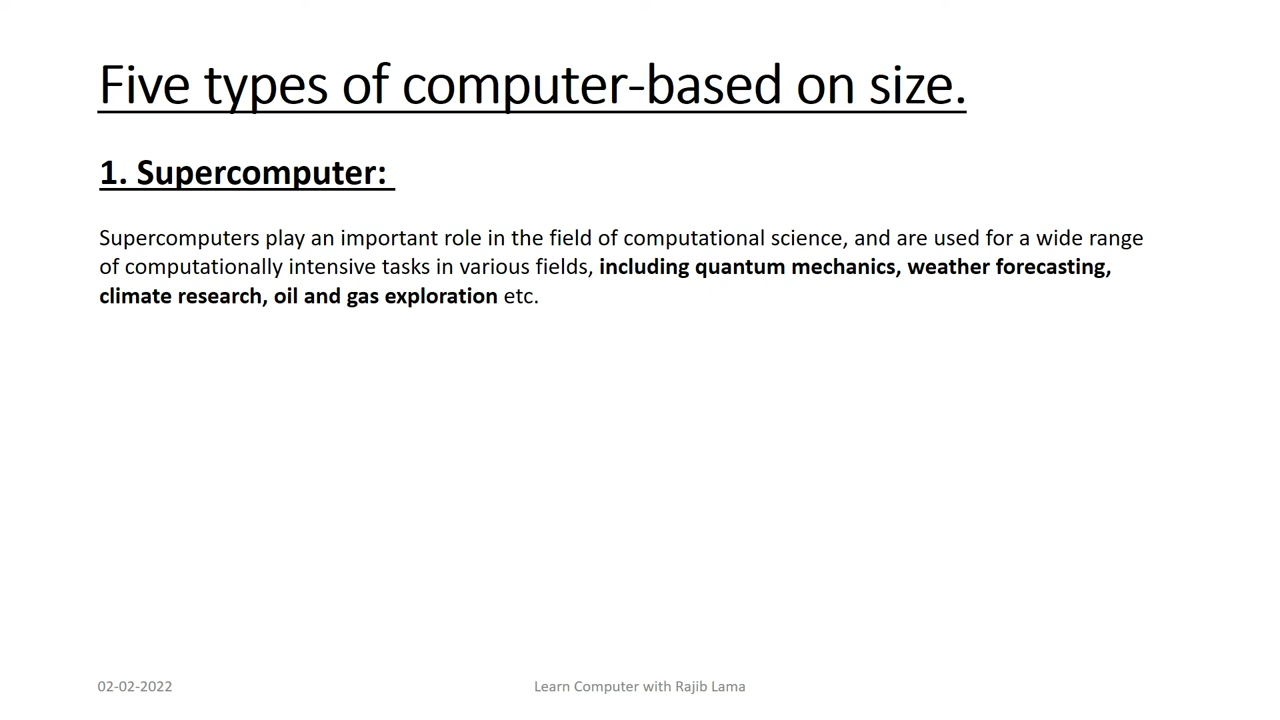 Five types of computer-based on size.
1. Supercomputer:
Supercomputers play an important role in the field of computational science, and are used for a wide range
of computationally intensive tasks in various fields, including quantum mechanics, weather forecasting,
climate research, oil and gas exploration etc.
02-02-2022
Learn Computer with Rajib Lama